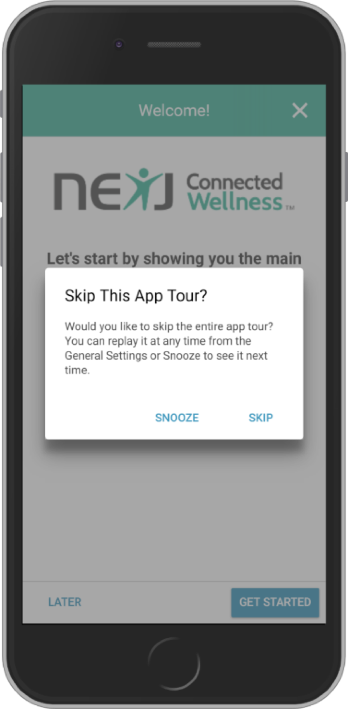 Welcome!
NEXJ Connected
Wellness TM
Let's start by showing you the main
Skip This App Tour?
Would you like to skip the entire app tour?
You can replay it at any time from the
General Settings or Snooze to see it next
time.
SNOOZE SKIP
LATER GET STARTED